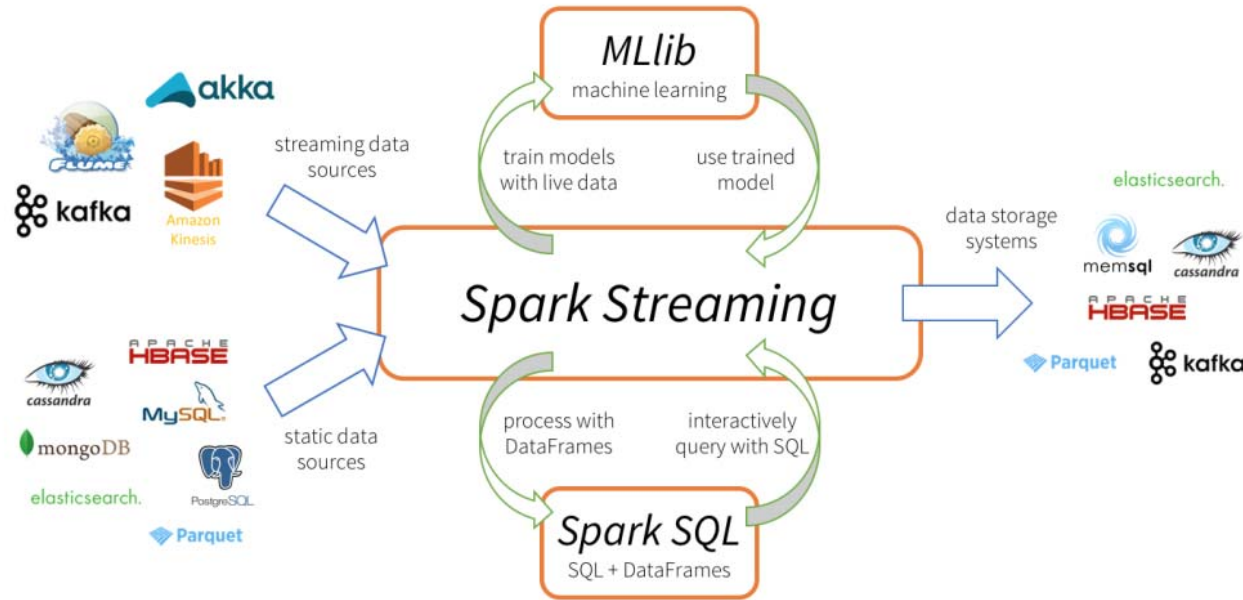 MLlib
machine learning
akka
FLUME
kafka
Amazon
Kinesis
streaming data
sources
train models
with live data
use trained
model
Spark Streaming
data storage
systems
elasticsearch.
memsql
cassandra
APACHE
HBASE
Parquet
kafka
APACHE
HBASE
cassandra
MySQL®
mongoDB
PostgreSQL
elasticsearch.
Parquet
static data
sources
process with
DataFrames
interactively
query with SQL
Spark SQL
SQL + DataFrames